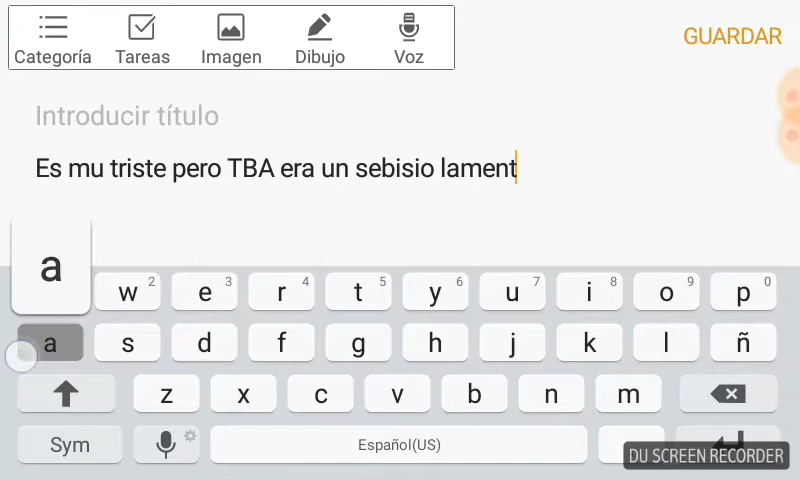 Categoría Tareas Imagen Dibujo Voz
GUARDAR
Introducir título
Es mu triste pero TBA era un sebisio lament
a
w 2 e 3 r 4 t 5 y 6 u 7 i 8 o 9 p 0
a s d f g h j k l ñ
z x c v b n m
Sym Español(US)
DU SCREEN RECORDER